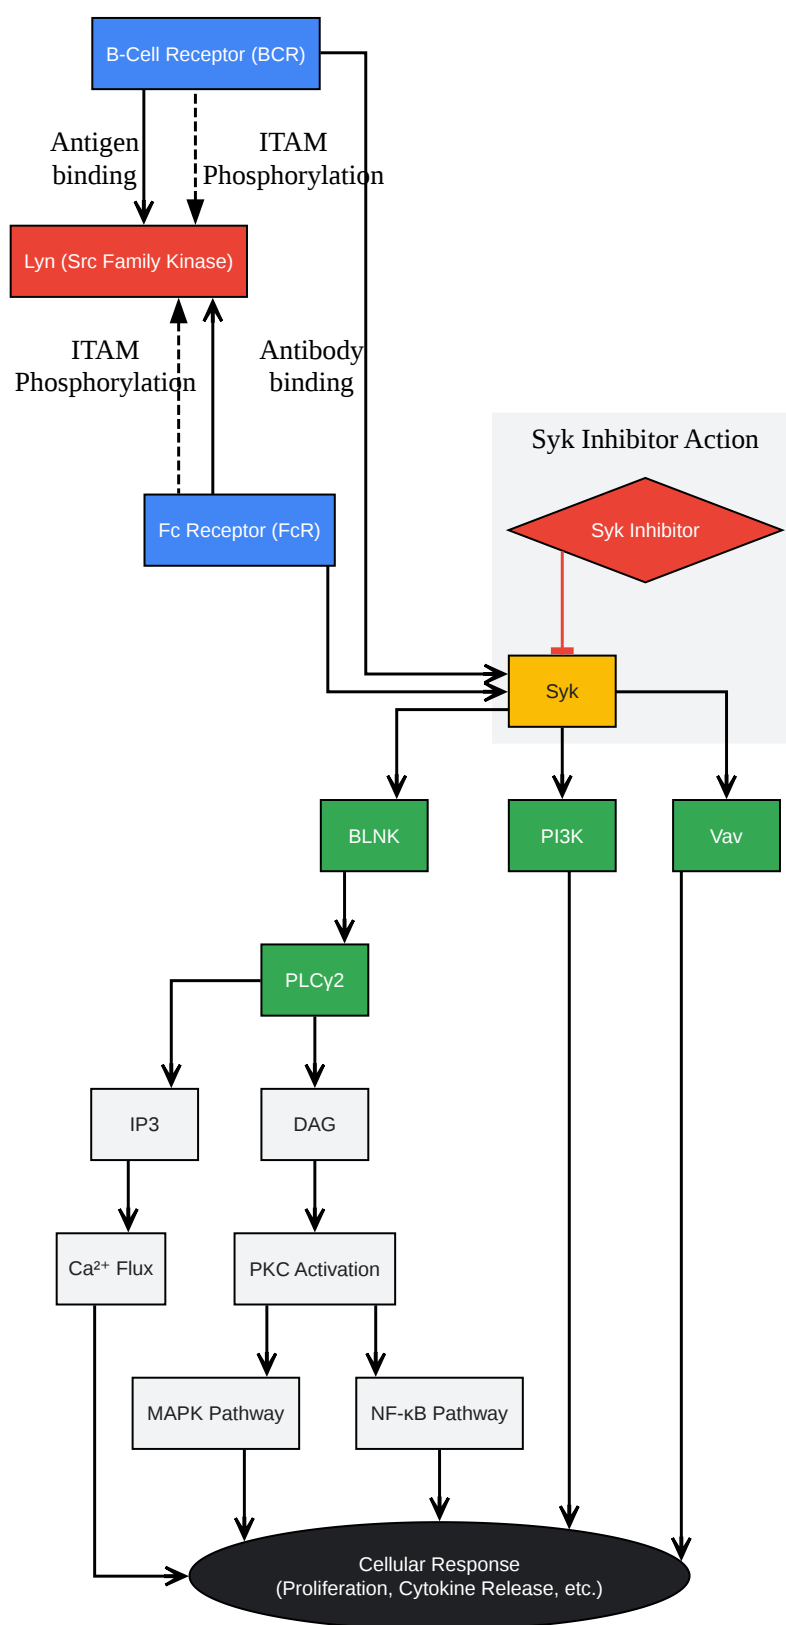 B-Cell Receptor (BCR)
Antigen
binding
ITAM
Phosphorylation
Lyn (Src Family Kinase)
ITAM
Phosphorylation
Antibody
binding
Syk Inhibitor Action
Fc Receptor (FcR)
Syk Inhibitor
Syk
BLNK
PI3K
Vav
PLCγ2
IP3
DAG
Ca²⁺ Flux
PKC Activation
MAPK Pathway
NF-κB Pathway
Cellular Response
(Proliferation, Cytokine Release, etc.)